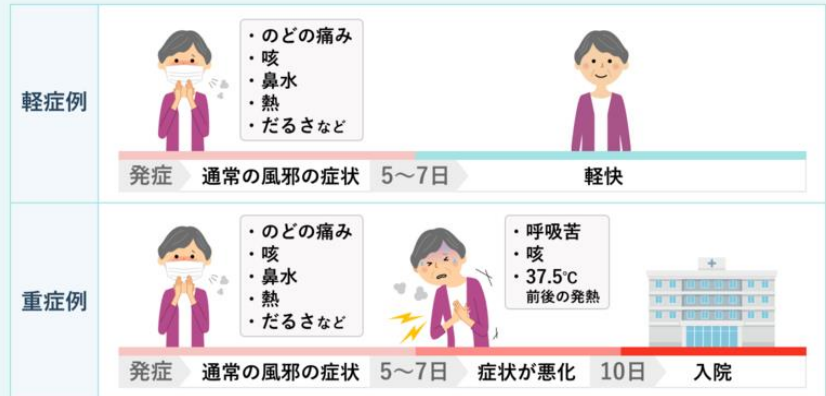 軽症例
・のどの痛み
・咳
・鼻水
・熱
・だるさなど
発症 通常の風邪の症状 5〜7日 軽快
重症例
・のどの痛み
・咳
・鼻水
・熱
・だるさなど
・呼吸苦
・咳
・37.5℃
前後の発熱
発症 通常の風邪の症状 5〜7日 症状が悪化 10日 入院